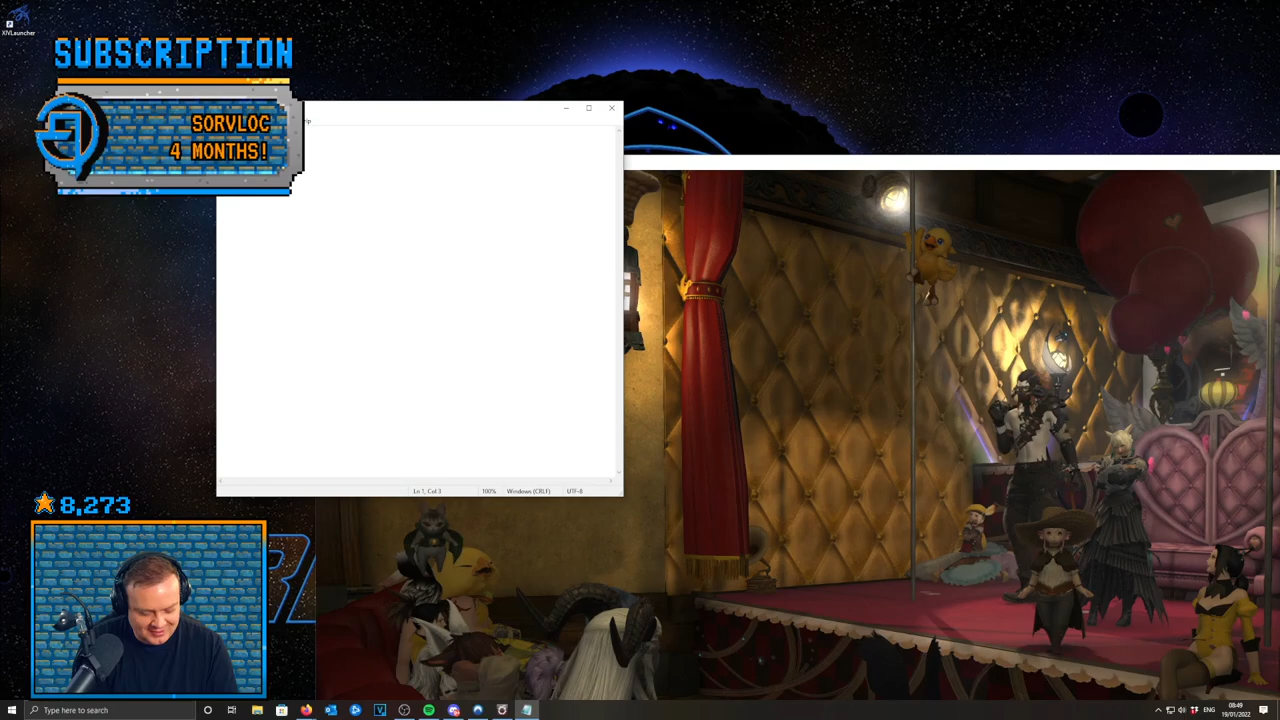 XIVLauncher
SUBSCRIPTION
SORVLOC
4 MONTHS!
Ln 1, Col 3
100%
Windows (CRLF)
UTF-8
8,273
Type here to search
ENG
08:49
19/01/2022